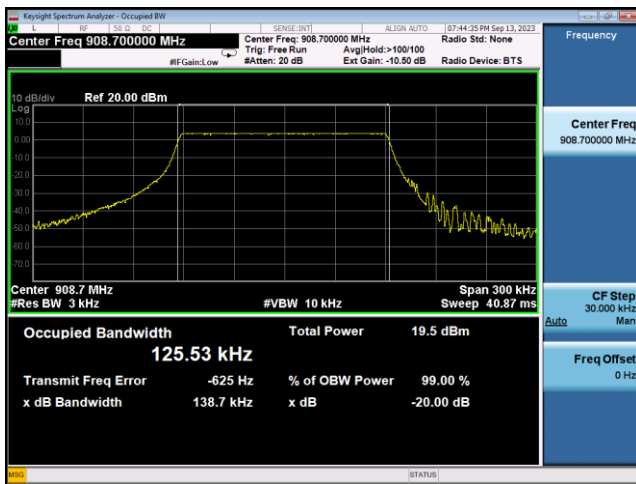 Keysight Spectrum Analyzer - Occupied BW
L RF 50 Ω DC SENSE:INT ALIGN AUTO 07:44:35 PM Sep 13, 2023
Center Freq 908.700000 MHz Center Freq: 908.700000 MHz Radio Std: None Frequency
Trig: Free Run Avg|Hold:>100/100
#IFGain:Low #Atten: 20 dB Ext Gain: -10.50 dB Radio Device: BTS
10 dB/div Ref 20.00 dBm
Log
10.0
0.00
-10.0
-20.0
-30.0
-40.0
-50.0
-60.0
-70.0
Center Freq
908.700000 MHz
Center 908.7 MHz Span 300 kHz
#Res BW 3 kHz #VBW 10 kHz Sweep 40.87 ms
CF Step
30.000 kHz
Auto Man
Occupied Bandwidth Total Power 19.5 dBm
125.53 kHz
Transmit Freq Error -625 Hz % of OBW Power 99.00 %
x dB Bandwidth 138.7 kHz x dB -20.00 dB
Freq Offset
0 Hz
MSG STATUS